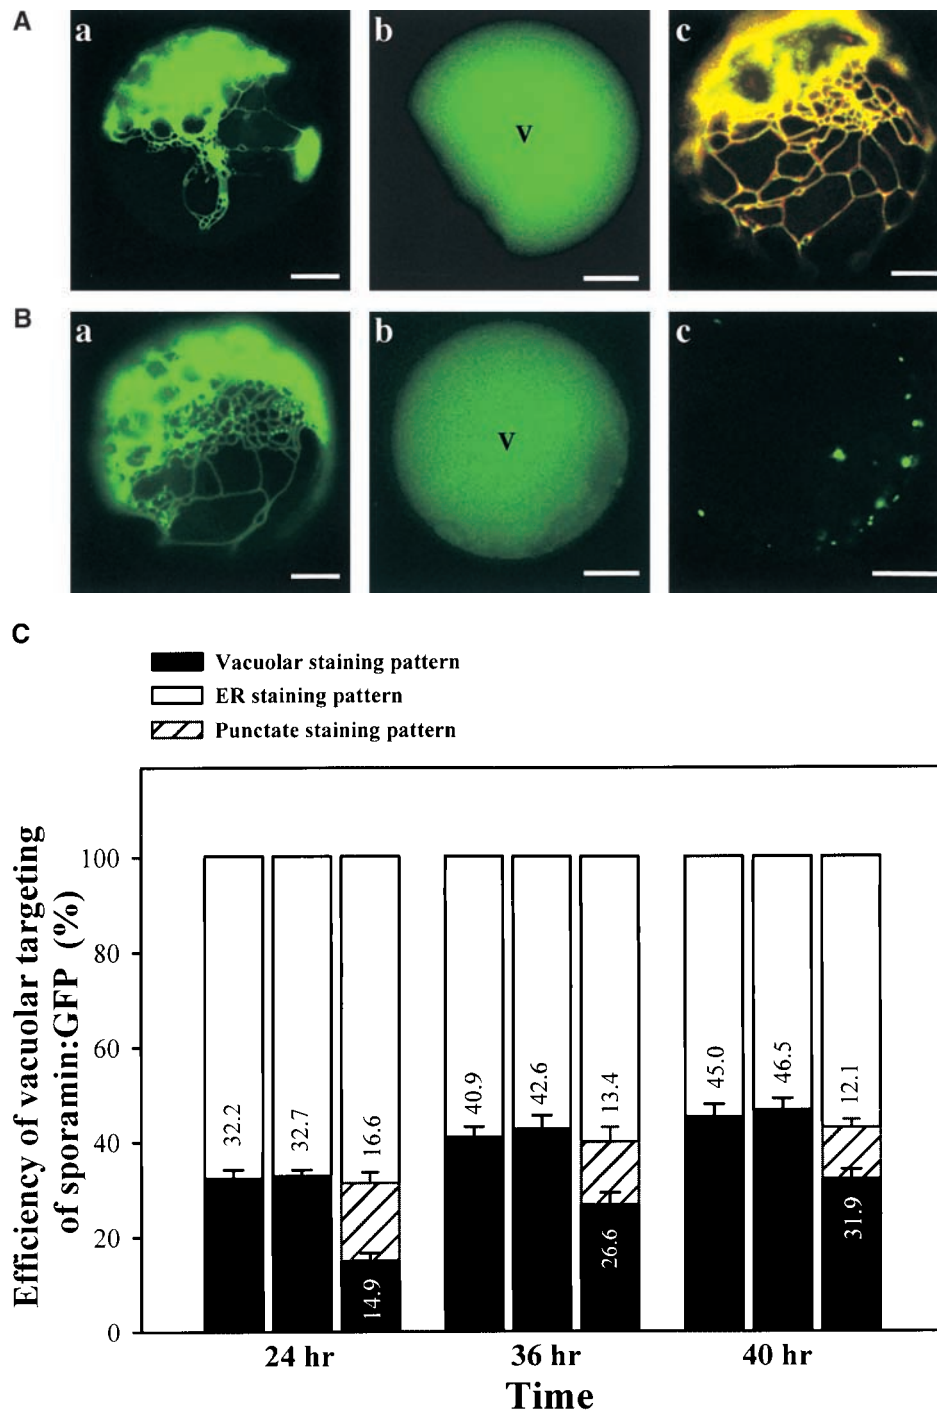 A
a
b
c
V
B
a
b
c
V
C
Vacuolar staining pattern
ER staining pattern
Punctate staining pattern
Efficiency of vacuolar targeting
of sporamin:GFP (%)
100
80
60
40
20
0
32.2
32.7
16.6
14.9
40.9
42.6
13.4
26.6
45.0
46.5
12.1
31.9
24 hr
36 hr
40 hr
Time